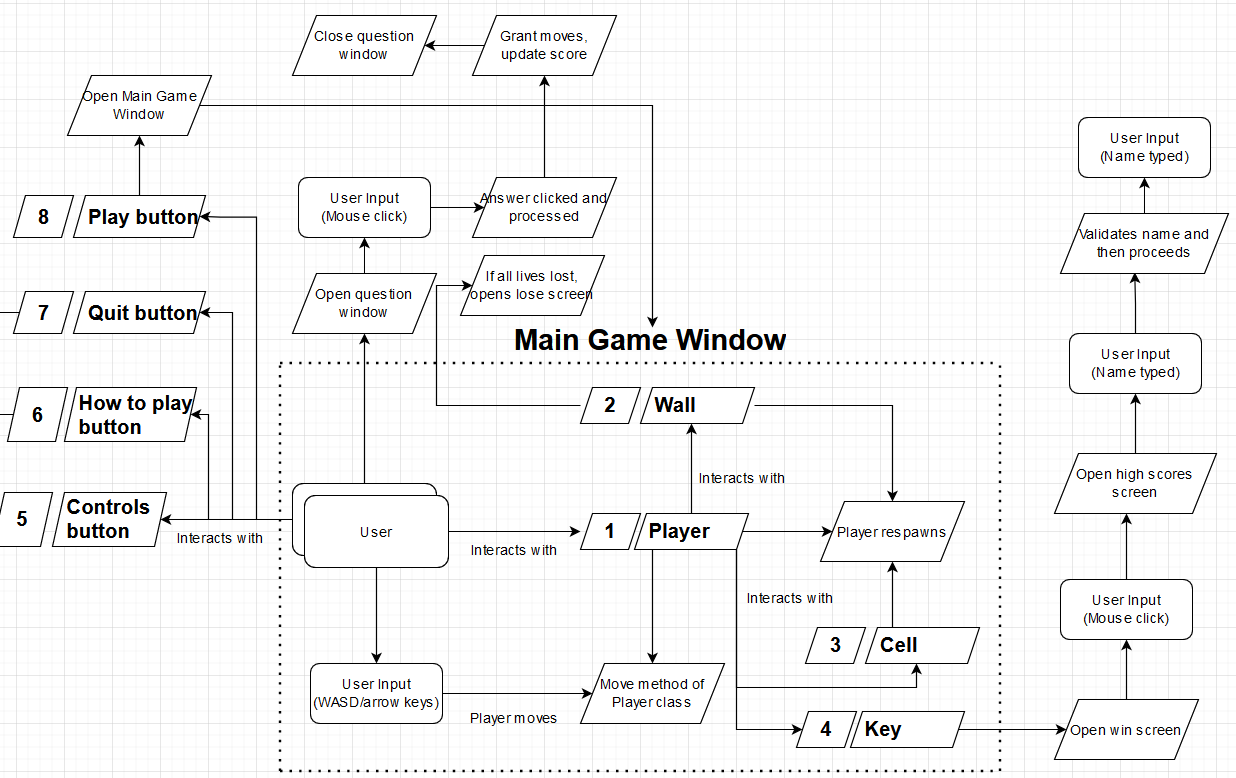 Close question
window
Grant moves,
update score
Open Main Game
Window
User Input
(Name typed)
8
Play button
User Input
(Mouse click)
Answer clicked and
processed
Validates name and
then proceeds
7
Quit button
Open question
window
If all lives lost,
opens lose screen
Main Game Window
User Input
(Name typed)
6
How to play
button
2
Wall
Interacts with
Open high scores
screen
5
Controls
button
Interacts with
User
Interacts with
1
Player
Player respawns
Interacts with
User Input
(Mouse click)
3
Cell
User Input
(WASD/arrow keys)
Player moves
Move method of
Player class
4
Key
Open win screen